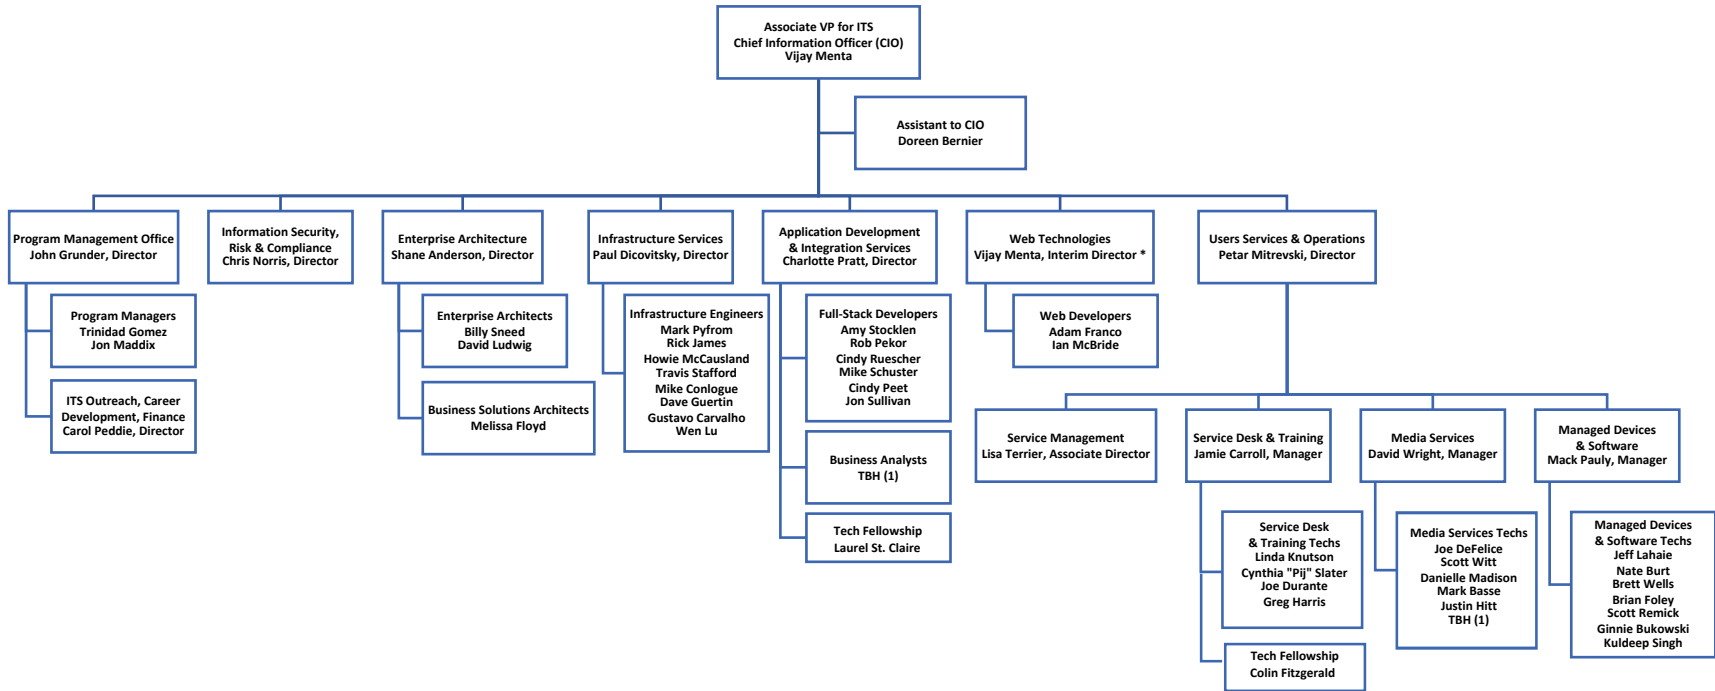 Associate VP for ITS
Chief Information Officer (CIO)
Vijay Menta
Assistant to CIO
Doreen Bernier
Program Management Office
John Grunder, Director
Program Managers
Trinidad Gomez
Jon Maddix
ITS Outreach, Career
Development, Finance
Carol Peddie, Director
Information Security,
Risk & Compliance
Chris Norris, Director
Enterprise Architecture
Shane Anderson, Director
Enterprise Architects
Billy Sneed
David Ludwig
Business Solutions Architects
Melissa Floyd
Infrastructure Services
Paul Dicovitsky, Director
Infrastructure Engineers
Mark Pyfrom
Rick James
Howie McCausland
Travis Stafford
Mike Conlogue
Dave Guertin
Gustavo Carvalho
Wen Lu
Application Development
& Integration Services
Charlotte Pratt, Director
Full-Stack Developers
Amy Stocklen
Rob Pekor
Cindy Ruescher
Mike Schuster
Cindy Peet
Jon Sullivan
Business Analysts
TBH (1)
Tech Fellowship
Laurel St. Claire
Web Technologies
Vijay Menta, Interim Director *
Web Developers
Adam Franco
Ian McBride
Users Services & Operations
Petar Mitrevski, Director
Service Management
Lisa Terrier, Associate Director
Service Desk & Training
Jamie Carroll, Manager
Service Desk
& Training Techs
Linda Knutson
Cynthia "Pij" Slater
Joe Durante
Greg Harris
Tech Fellowship
Colin Fitzgerald
Media Services
David Wright, Manager
Media Services Techs
Joe DeFelice
Scott Witt
Danielle Madison
Mark Basse
Justin Hitt
TBH (1)
Managed Devices
& Software
Mack Pauly, Manager
Managed Devices
& Software Techs
Jeff Lahaie
Nate Burt
Brett Wells
Brian Foley
Scott Remick
Ginnie Bukowski
Kuldeep Singh